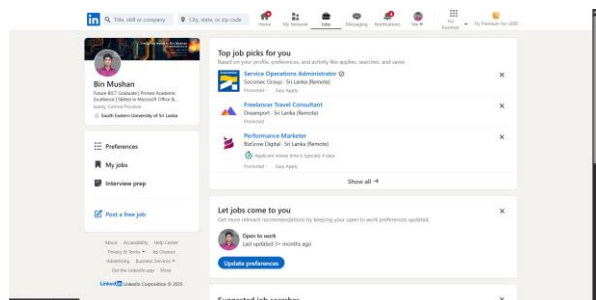 in
Title, skill or company
City, state, or zip code
Home
My Network
Jobs
Messaging
Notifications
Me
For Business
Try Premium for
Bin Mushan
Future BICT Graduate | Proven Academic
Excellence | Skilled in Microsoft Office &...
Kandy, Central Province
South Eastern University of Sri Lanka
Preferences
My jobs
Interview prep
Post a free job
About Accessibility Help Center
Privacy & Terms Ad Choices
Advertising Business Services
Get the LinkedIn app More
LinkedIn LinkedIn Corporation © 2025
Top job picks for you
Based on your profile, preferences, and activity like applies, searches, and saves
Service Operations Administrator
Socomec Group · Sri Lanka (Remote)
Promoted · Easy Apply
Freelancer Travel Consultant
Dreamport · Sri Lanka (Remote)
Promoted
Performance Marketer
BizGrow Digital · Sri Lanka (Remote)
Applicant review time is typically 4 days
Promoted · Easy Apply
Show all →
Let jobs come to you
Get more relevant recommendations by keeping your open to work preferences updated.
Open to work
Last updated 3+ months ago
Update preferences
Suggested job searches